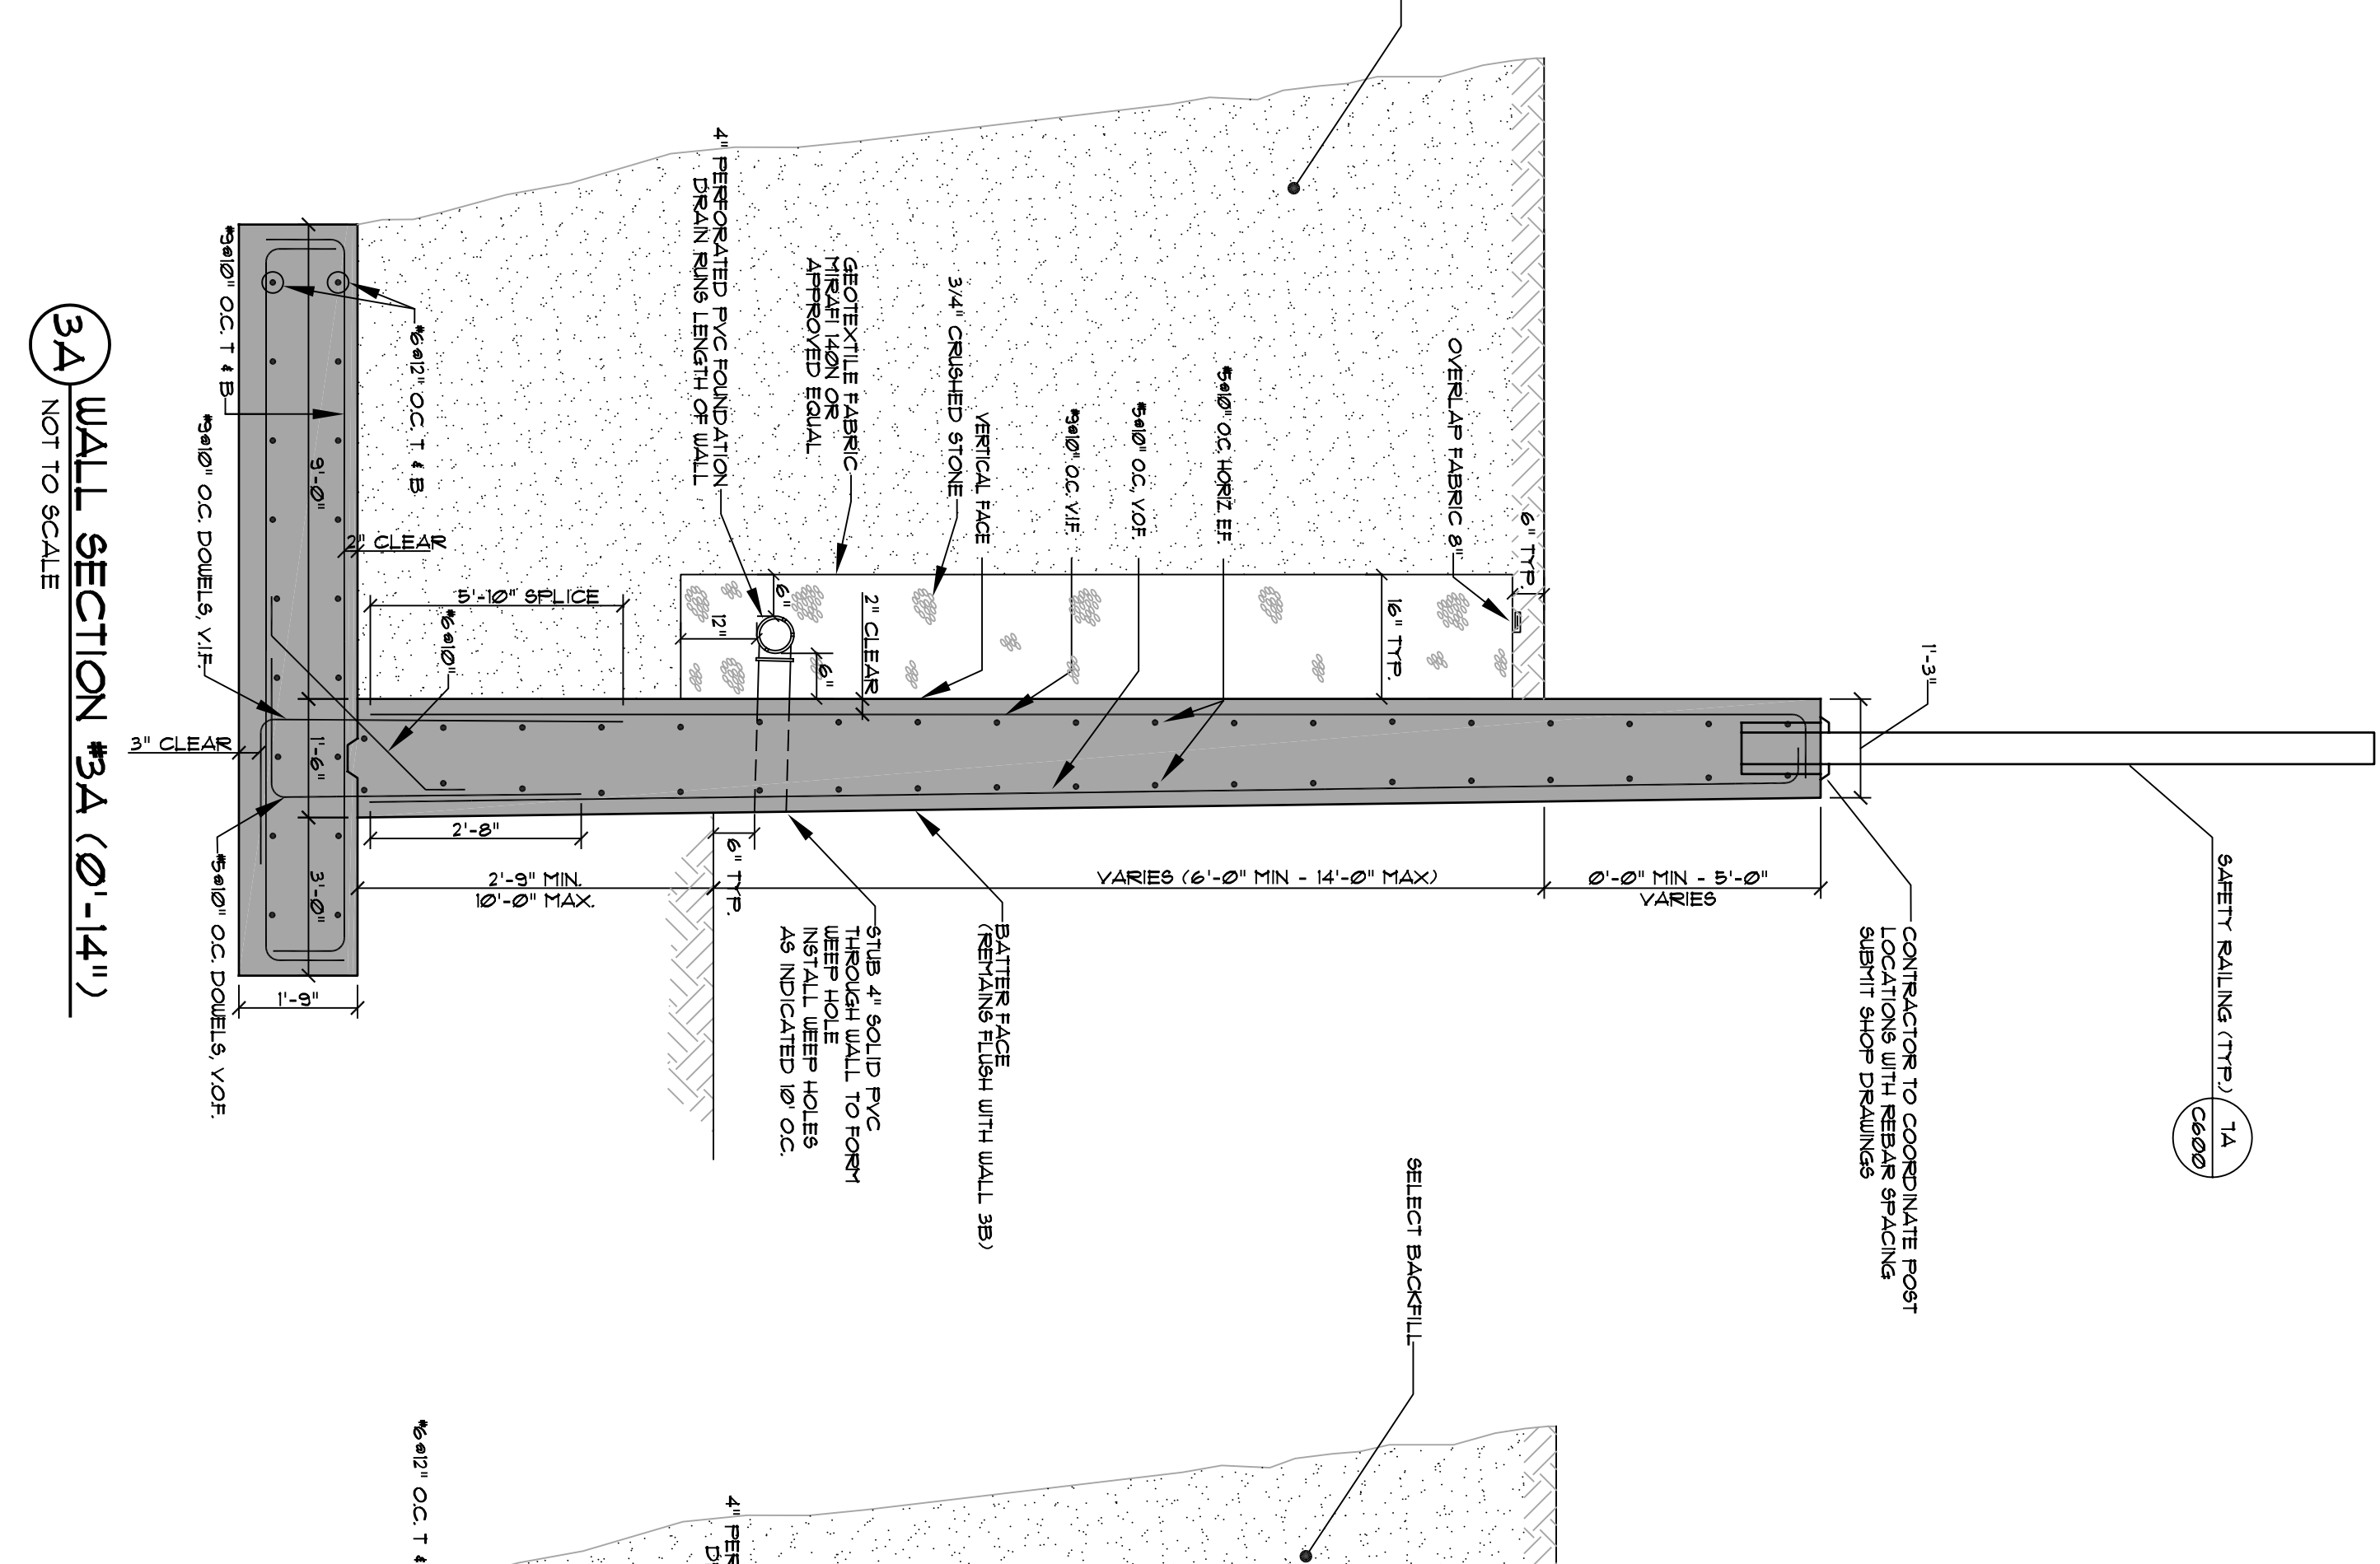 3A
WALL SECTION #3A (0'-14")
NOT TO SCALE
SAFETY RAILING (TYP.)
7A
C600
1'-3"
CONTRACTOR TO COORDINATE POST
LOCATIONS WITH REBAR SPACING
SUBMIT SHOP DRAWINGS
0'-0" MIN - 5'-0"
VARIES
6" TYP.
OVERLAP FABRIC 8"
16" TYP.
#5@10" O.C. HORIZ E.F.
#5@10" O.C., V.O.F.
#9@10" O.C. V.I.F.
VERTICAL FACE
3/4" CRUSHED STONE
GEOTEXTILE FABRIC
MIRAFI 140N OR
APPROVED EQUAL
4" PERFORATED PVC FOUNDATION
DRAIN RUNS LENGTH OF WALL
2" CLEAR
6"
6"
12"
VARIES (6'-0" MIN - 14'-0" MAX)
BATTER FACE
(REMAINS FLUSH WITH WALL 3B)
STUB 4" SOLID PVC
THROUGH WALL TO FORM
WEEP HOLE
INSTALL WEEP HOLES
AS INDICATED 10' O.C.
6" TYP.
2'-9" MIN.
10'-0" MAX.
2'-8"
5'-10" SPLICE
#6@10"
2" CLEAR
#6@12" O.C. T & B
#9@10" O.C. T & B
#9@10" O.C. DOWELS, V.I.F.
3" CLEAR
9'-0"
1'-6"
3'-0"
1'-9"
#5@10" O.C. DOWELS, V.O.F.
SELECT BACKFILL
#6@12" O.C. T &
4"